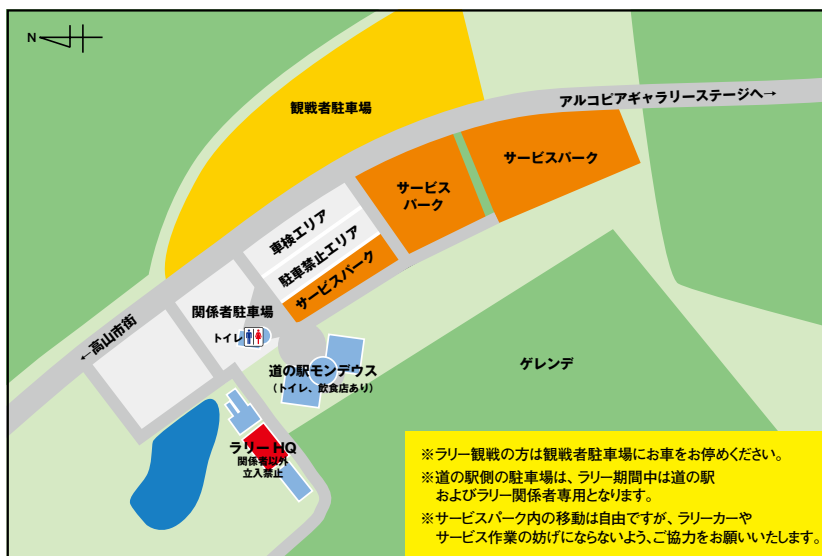 N
観戦者駐車場
アルコピアギャラリーステージへ→
サービスパーク
サービス
パーク
車検エリア
駐車禁止エリア
サービスパーク
関係者駐車場
トイレ
←高山市街
道の駅モンデウス
（トイレ、飲食店あり）
ゲレンデ
ラリーHQ
関係者以外
立入禁止
※ラリー観戦の方は観戦者駐車場にお車をお停めください。
※道の駅側の駐車場は、ラリー期間中は道の駅
およびラリー関係者専用となります。
※サービスパーク内の移動は自由ですが、ラリーカーや
サービス作業の妨げにならないよう、ご協力をお願いいたします。